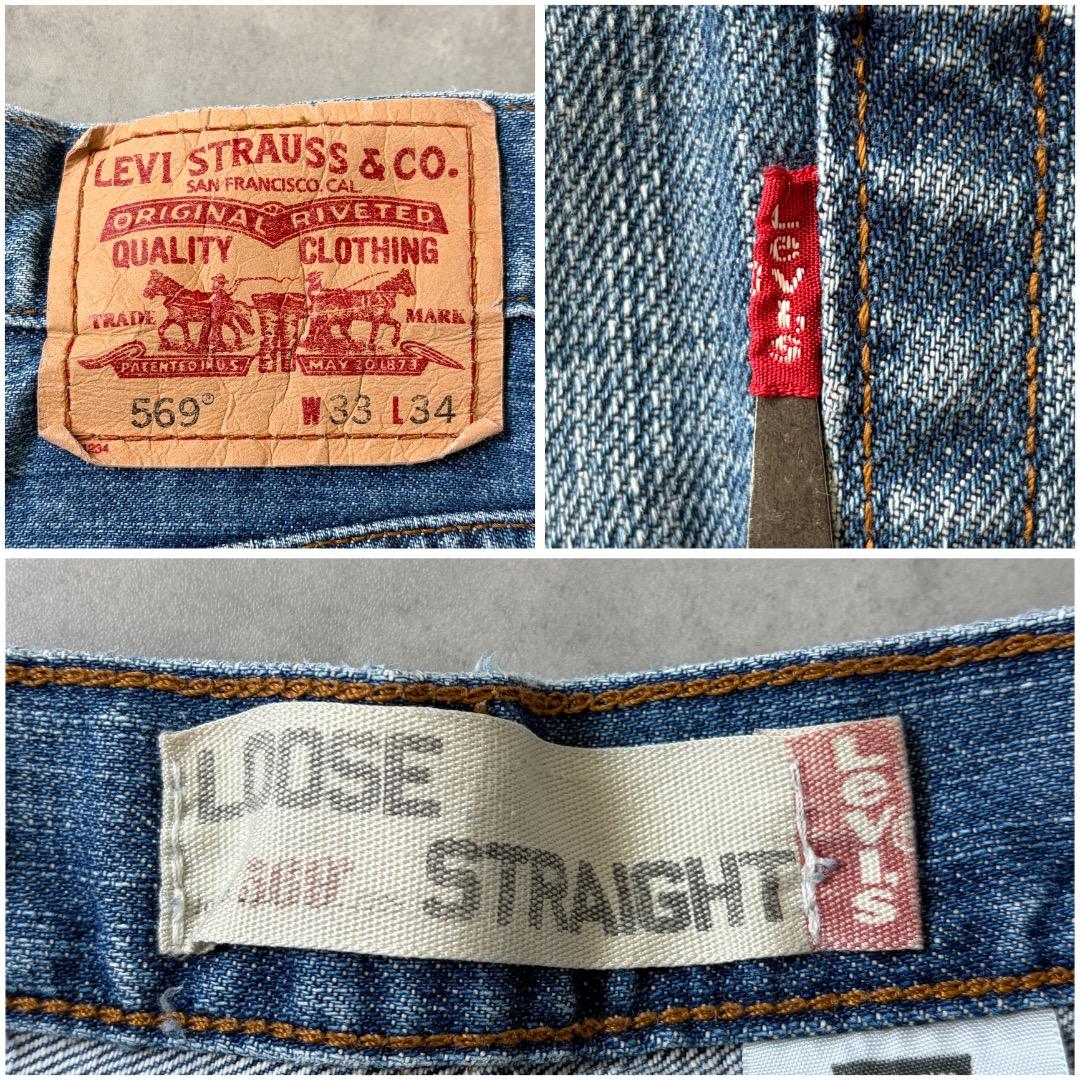 LEVI STRAUSS & CO.
SAN FRANCISCO, CAL.
ORIGINAL RIVETED
QUALITY CLOTHING
TRADE MARK
PATENTED IN U.S. MAY 20 1873
569® W33 L34
234
Levi's
LOOSE
STRAIGHT
Levi's